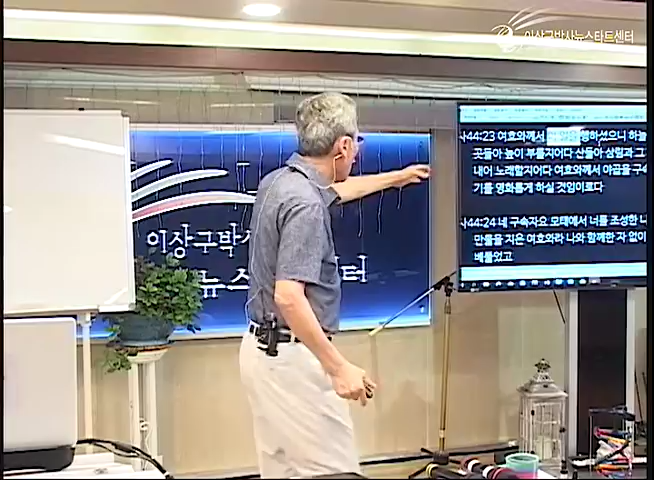 이상구박사뉴스타트센터
사44:23 여호와께서 행하셨으니 하늘
곳들아 높이 부를지어다 산들아 삼림과 그
내어 노래할지어다 여호와께서 야곱을 구속
기를 영화롭게 하실 것임이로다
사44:24 네 구속자요 모태에서 너를 조성한 나
만물을 지은 여호와라 나와 함께한 자 없이
베풀었고
이상구박사
뉴스 터